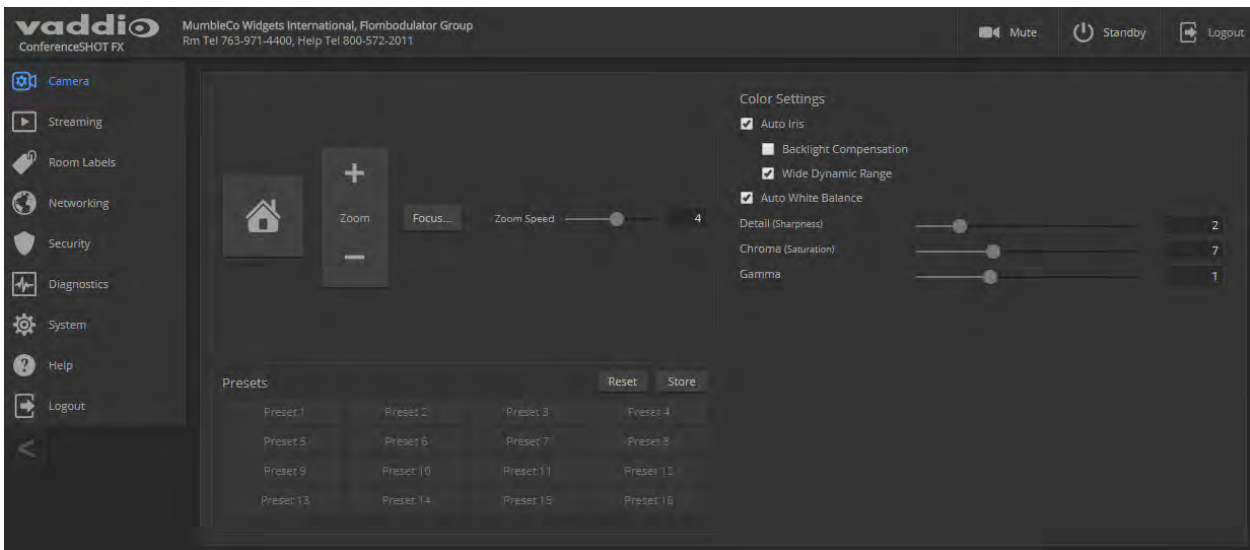 vaddio
ConferenceSHOT FX
MumbleCo Widgets International, Flombodulator Group
Rm Tel 763-971-4400, Help Tel 800-572-2011
Mute
Standby
Logout
Camera
Streaming
Room Labels
Networking
Security
Diagnostics
System
Help
Logout
<
+
Zoom
−
Focus...
Zoom Speed 4
Color Settings
Auto Iris
Backlight Compensation
Wide Dynamic Range
Auto White Balance
Detail (Sharpness) 2
Chroma (Saturation) 7
Gamma 1
Presets
Reset Store
Preset 1 Preset 2 Preset 3 Preset 4
Preset 5 Preset 6 Preset 7 Preset 8
Preset 9 Preset 10 Preset 11 Preset 12
Preset 13 Preset 14 Preset 15 Preset 16